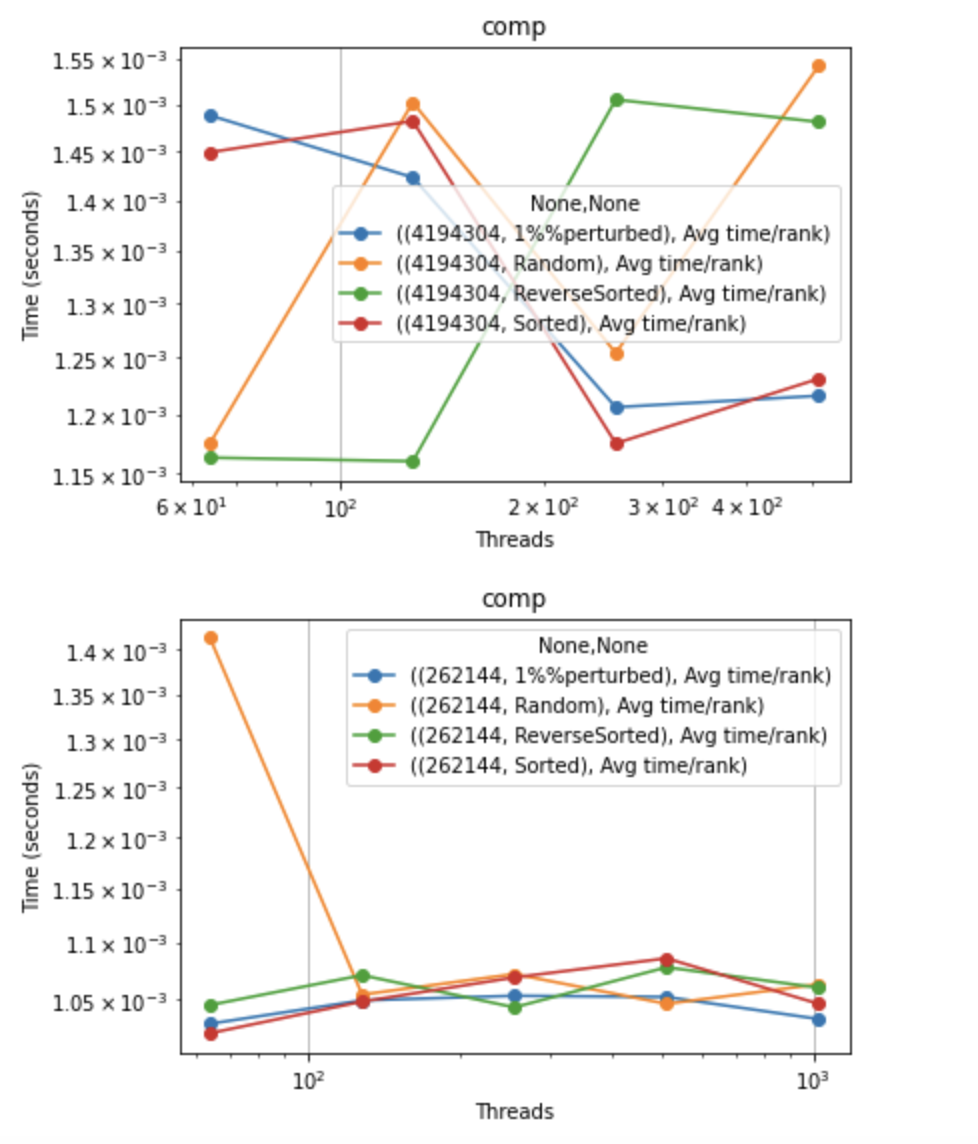 comp
1.55 × 10⁻³
1.5 × 10⁻³
1.45 × 10⁻³
1.4 × 10⁻³
1.35 × 10⁻³
1.3 × 10⁻³
1.25 × 10⁻³
1.2 × 10⁻³
1.15 × 10⁻³
Time (seconds)
None,None
((4194304, 1%%perturbed), Avg time/rank)
((4194304, Random), Avg time/rank)
((4194304, ReverseSorted), Avg time/rank)
((4194304, Sorted), Avg time/rank)
6 × 10¹ 10² 2 × 10² 3 × 10² 4 × 10²
Threads
comp
1.4 × 10⁻³
1.35 × 10⁻³
1.3 × 10⁻³
1.25 × 10⁻³
1.2 × 10⁻³
1.15 × 10⁻³
1.1 × 10⁻³
1.05 × 10⁻³
Time (seconds)
None,None
((262144, 1%%perturbed), Avg time/rank)
((262144, Random), Avg time/rank)
((262144, ReverseSorted), Avg time/rank)
((262144, Sorted), Avg time/rank)
10² 10³
Threads